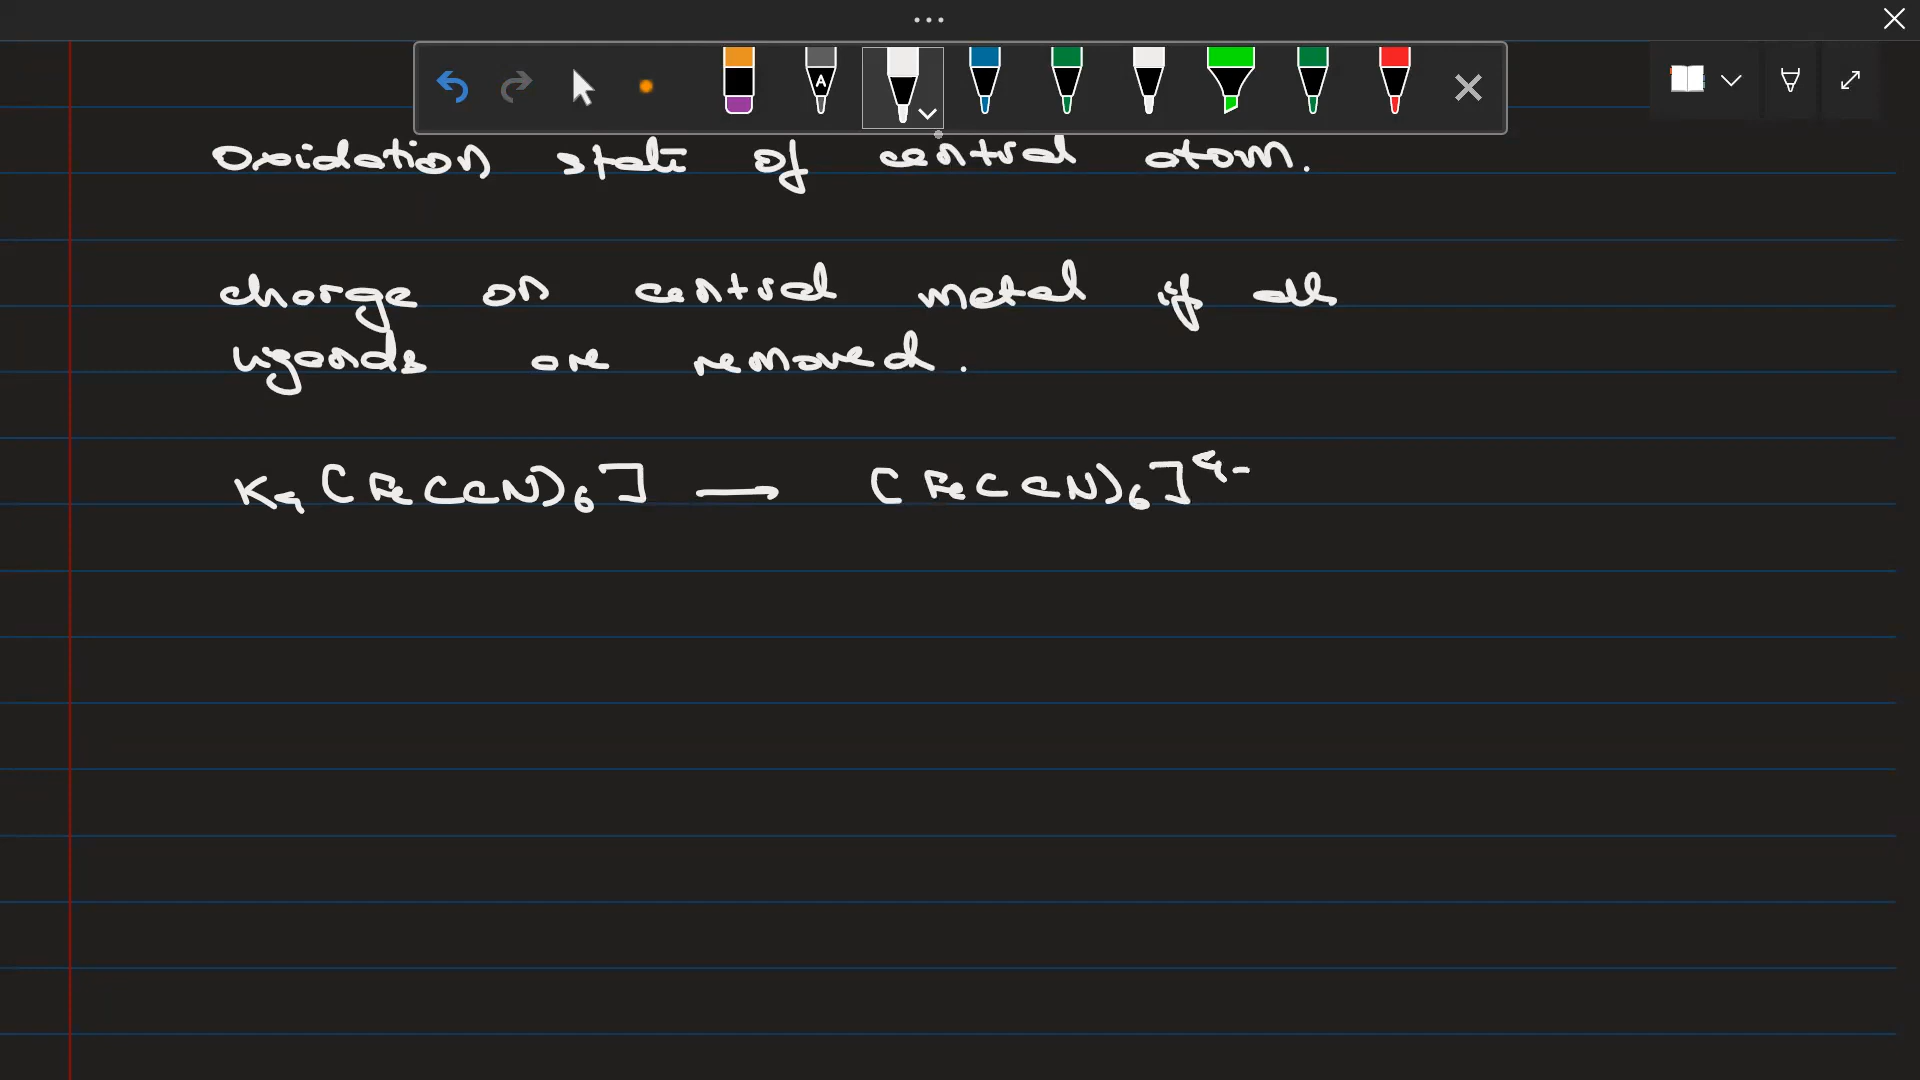 oxidation state of central atom.
charge on central metal if all
ligands are removed.
K₄[Fe(CN)₆] — [Fe(CN)₆]⁴⁻